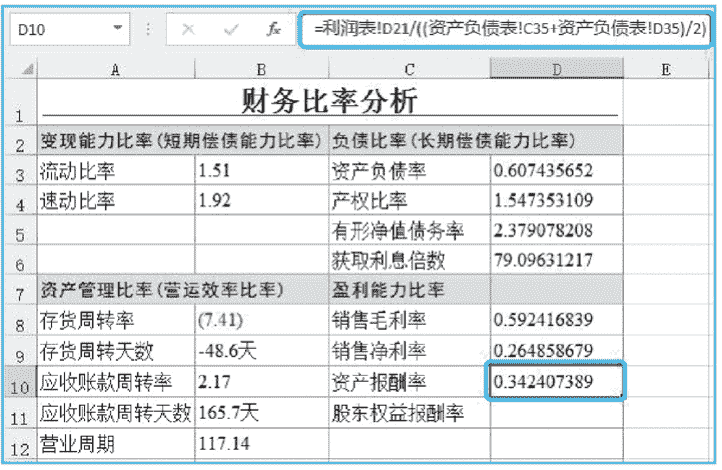 D10 fx =利润表!D21/((资产负债表!C35+资产负债表!D35)/2)
A B C D E
1 财务比率分析
2 变现能力比率(短期偿债能力比率) 负债比率(长期偿债能力比率)
3 流动比率 1.51 资产负债率 0.607435652
4 速动比率 1.92 产权比率 1.547353109
5 有形净值债务率 2.379078208
6 获取利息倍数 79.09631217
7 资产管理比率(营运效率比率) 盈利能力比率
8 存货周转率 (7.41) 销售毛利率 0.592416839
9 存货周转天数 -48.6天 销售净利率 0.264858679
10 应收账款周转率 2.17 资产报酬率 0.342407389
11 应收账款周转天数 165.7天 股东权益报酬率
12 营业周期 117.14